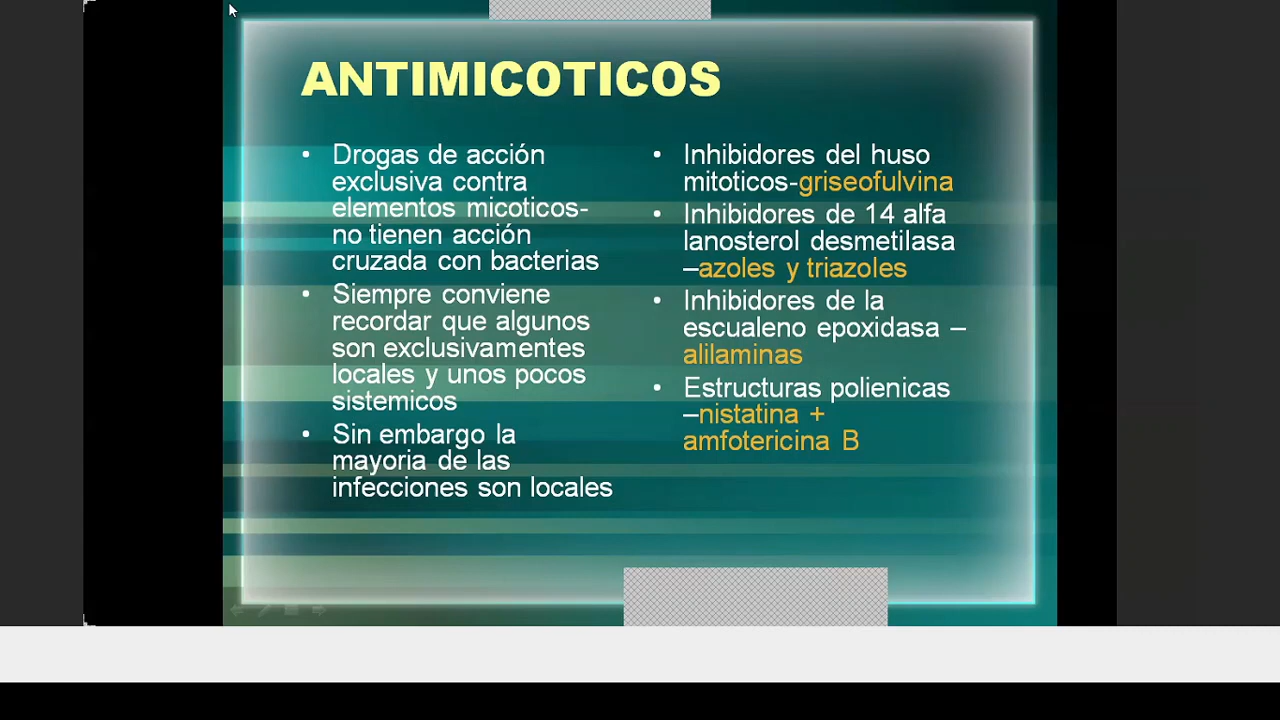 ANTIMICOTICOS
• Drogas de acción
exclusiva contra
elementos micoticos-
no tienen acción
cruzada con bacterias
• Siempre conviene
recordar que algunos
son exclusivamentes
locales y unos pocos
sistemicos
• Sin embargo la
mayoria de las
infecciones son locales
• Inhibidores del huso
mitoticos-griseofulvina
• Inhibidores de 14 alfa
lanosterol desmetilasa
–azoles y triazoles
• Inhibidores de la
escualeno epoxidasa –
alilaminas
• Estructuras polienicas
–nistatina +
amfotericina B